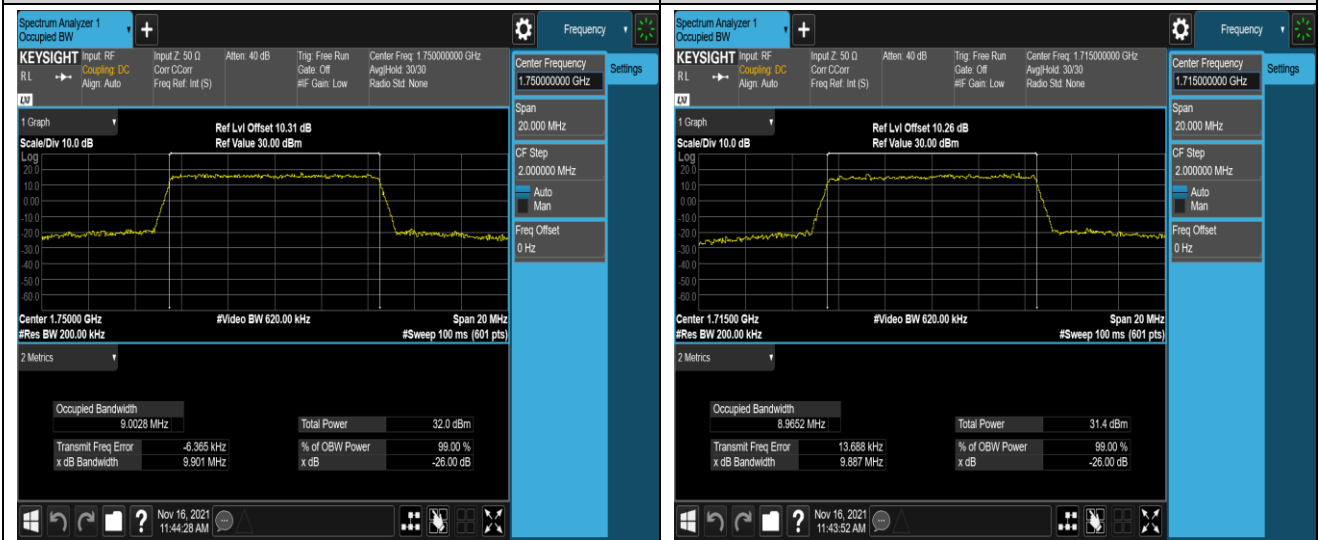 Spectrum Analyzer 1
Occupied BW
+
Frequency
KEYSIGHT
Input: RF
Input Z: 50 Ω
Atten: 40 dB
Trig: Free Run
Center Freq: 1.750000000 GHz
RL
Coupling: DC
Corr CCorr
Gate: Off
Avg|Hold: 30/30
Align: Auto
Freq Ref: Int (S)
#IF Gain: Low
Radio Std: None
LXI
Center Frequency
1.750000000 GHz
Settings
Span
20.000 MHz
CF Step
2.000000 MHz
Auto
Man
Freq Offset
0 Hz
1 Graph
Ref Lvl Offset 10.31 dB
Scale/Div 10.0 dB
Ref Value 30.00 dBm
Log
20.0
10.0
0.00
-10.0
-20.0
-30.0
-40.0
-50.0
-60.0
Center 1.75000 GHz
#Video BW 620.00 kHz
Span 20 MHz
#Res BW 200.00 kHz
#Sweep 100 ms (601 pts)
2 Metrics
Occupied Bandwidth
9.0028 MHz
Total Power 32.0 dBm
Transmit Freq Error -6.365 kHz
% of OBW Power 99.00 %
x dB Bandwidth 9.901 MHz
x dB -26.00 dB
?
Nov 16, 2021
11:44:28 AM
Spectrum Analyzer 1
Occupied BW
+
Frequency
KEYSIGHT
Input: RF
Input Z: 50 Ω
Atten: 40 dB
Trig: Free Run
Center Freq: 1.715000000 GHz
RL
Coupling: DC
Corr CCorr
Gate: Off
Avg|Hold: 30/30
Align: Auto
Freq Ref: Int (S)
#IF Gain: Low
Radio Std: None
LXI
Center Frequency
1.715000000 GHz
Settings
Span
20.000 MHz
CF Step
2.000000 MHz
Auto
Man
Freq Offset
0 Hz
1 Graph
Ref Lvl Offset 10.26 dB
Scale/Div 10.0 dB
Ref Value 30.00 dBm
Log
20.0
10.0
0.00
-10.0
-20.0
-30.0
-40.0
-50.0
-60.0
Center 1.71500 GHz
#Video BW 620.00 kHz
Span 20 MHz
#Res BW 200.00 kHz
#Sweep 100 ms (601 pts)
2 Metrics
Occupied Bandwidth
8.9652 MHz
Total Power 31.4 dBm
Transmit Freq Error 13.688 kHz
% of OBW Power 99.00 %
x dB Bandwidth 9.887 MHz
x dB -26.00 dB
?
Nov 16, 2021
11:43:52 AM